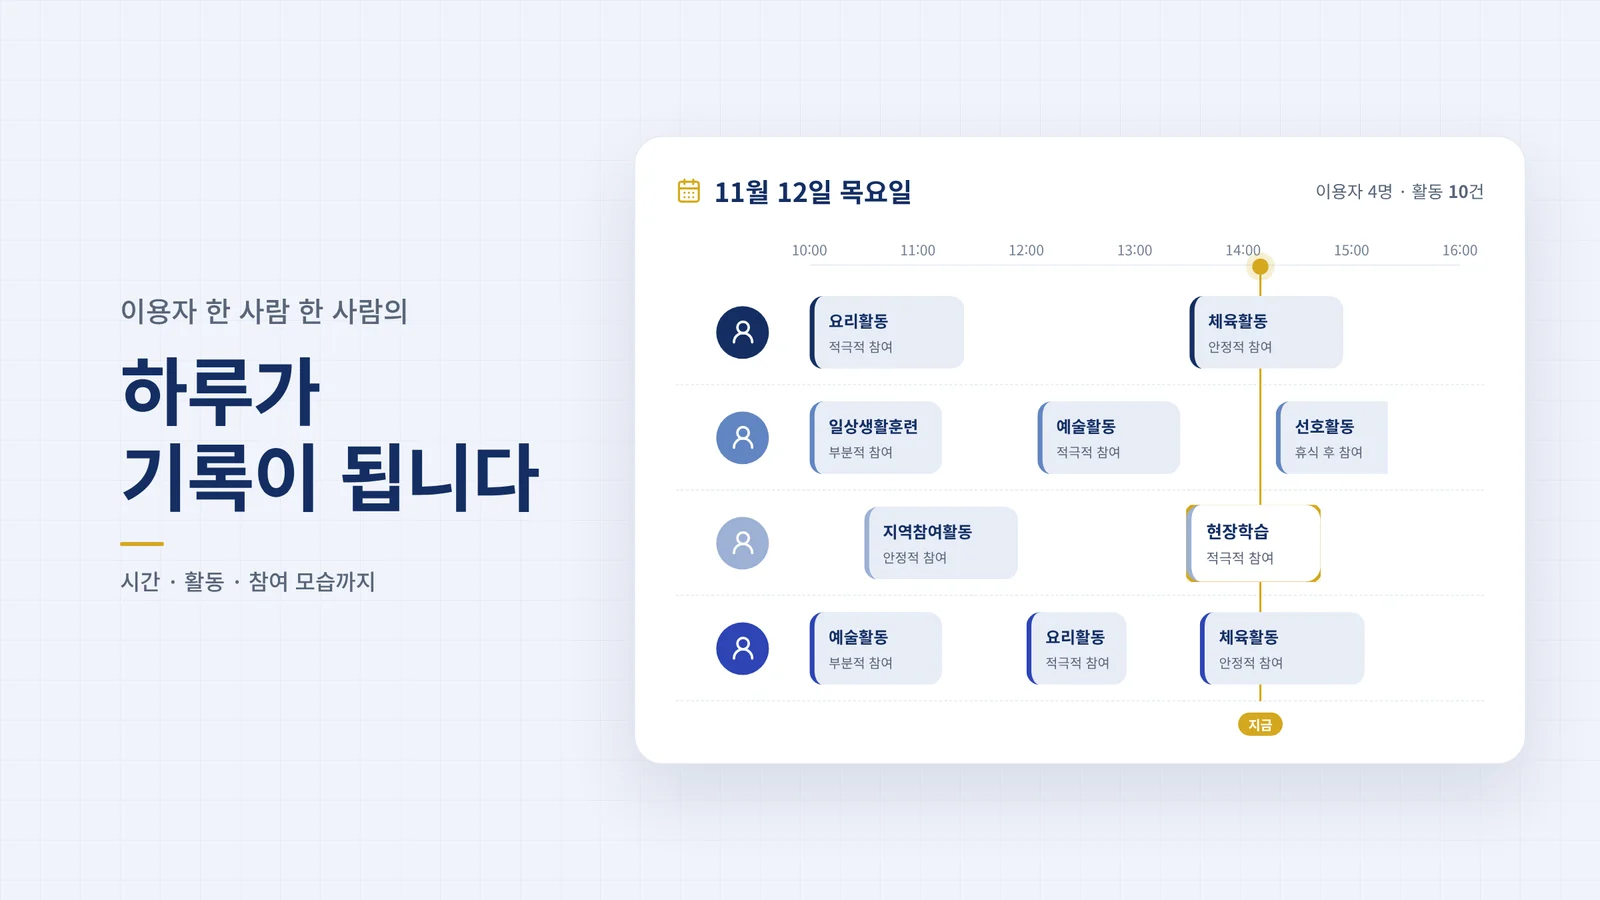 이용자 한 사람 한 사람의
하루가
기록이 됩니다
시간 · 활동 · 참여 모습까지
11월 12일 목요일
이용자 4명 · 활동 10건
10:00 11:00 12:00 13:00 14:00 15:00 16:00
요리활동
적극적 참여
체육활동
안정적 참여
일상생활훈련
부분적 참여
예술활동
적극적 참여
선호활동
휴식 후 참여
지역참여활동
안정적 참여
현장학습
적극적 참여
예술활동
부분적 참여
요리활동
적극적 참여
체육활동
안정적 참여
지금